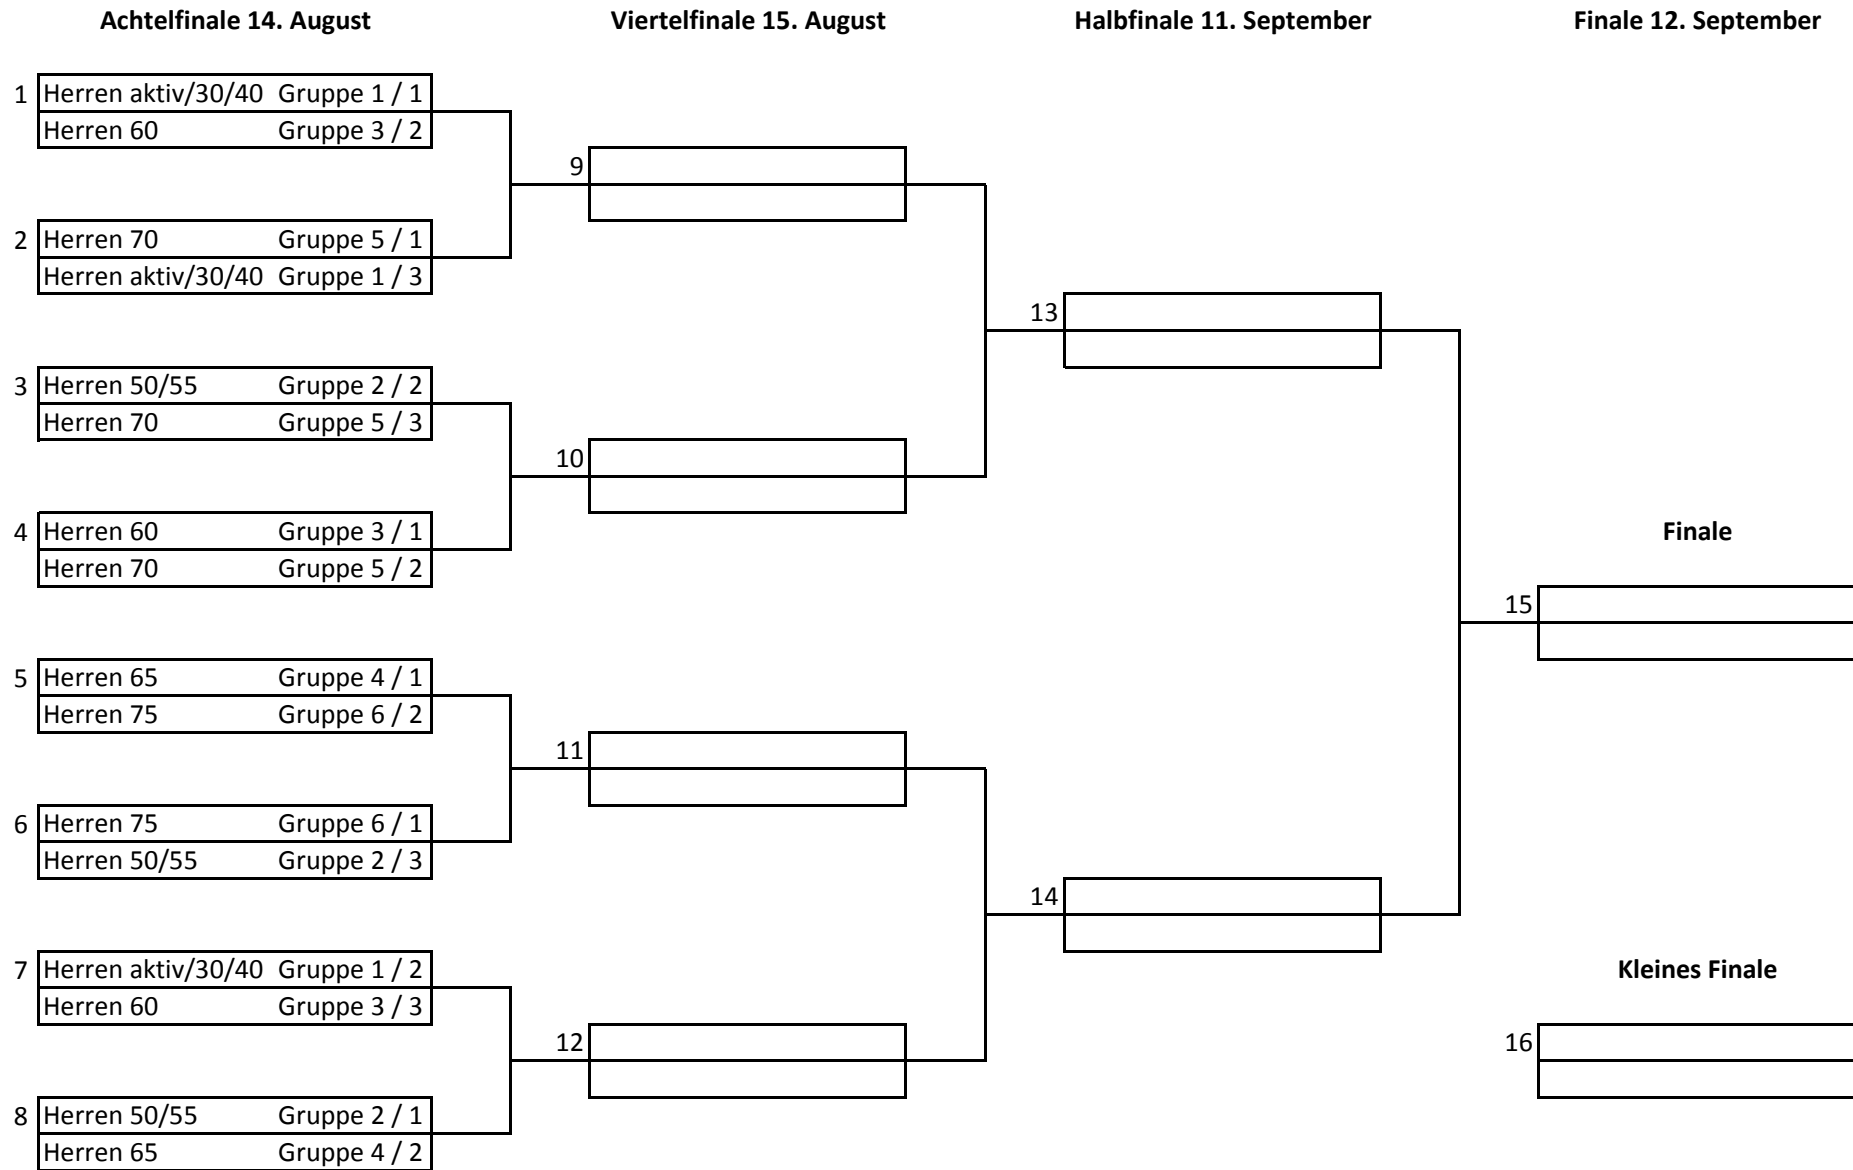 Achtelfinale 14. August
Viertelfinale 15. August
Halbfinale 11. September
Finale 12. September
1 Herren aktiv/30/40 Gruppe 1 / 1
Herren 60 Gruppe 3 / 2
9
2 Herren 70 Gruppe 5 / 1
Herren aktiv/30/40 Gruppe 1 / 3
13
3 Herren 50/55 Gruppe 2 / 2
Herren 70 Gruppe 5 / 3
10
4 Herren 60 Gruppe 3 / 1
Herren 70 Gruppe 5 / 2
Finale
15
5 Herren 65 Gruppe 4 / 1
Herren 75 Gruppe 6 / 2
11
6 Herren 75 Gruppe 6 / 1
Herren 50/55 Gruppe 2 / 3
14
7 Herren aktiv/30/40 Gruppe 1 / 2
Herren 60 Gruppe 3 / 3
Kleines Finale
12
16
8 Herren 50/55 Gruppe 2 / 1
Herren 65 Gruppe 4 / 2